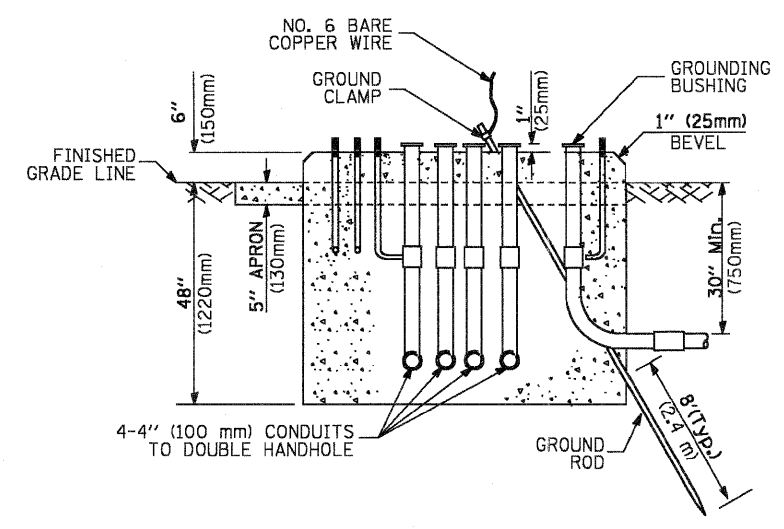 NO. 6 BARE
COPPER WIRE
GROUND
CLAMP
GROUNDING
BUSHING
6"
(150mm)
1"
(25mm)
1" (25mm)
BEVEL
FINISHED
GRADE LINE
48"
(1220mm)
5" APRON
(130mm)
30" Min.
(750mm)
4-4" (100 mm) CONDUITS
TO DOUBLE HANDHOLE
GROUND
ROD
8'(Typ.)
(2.4 m)